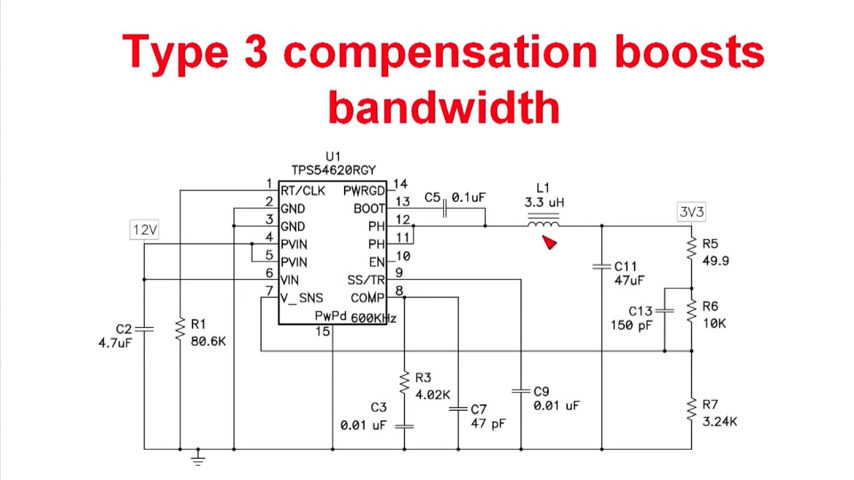 Type 3 compensation boosts
bandwidth
U1
TPS54620RGY
1 RT/CLK PWRGD 14
2 GND BOOT 13
3 GND PH 12
4 PVIN PH 11
5 PVIN EN 10
6 VIN SS/TR 9
7 V_SNS COMP 8
PwPd 600KHz
15
C5 0.1uF
L1
3.3 uH
12V
3V3
R5
49.9
C11
47uF
C13
150 pF
R6
10K
C2
4.7uF
R1
80.6K
R3
4.02K
C3
0.01 uF
C7
47 pF
C9
0.01 uF
R7
3.24K